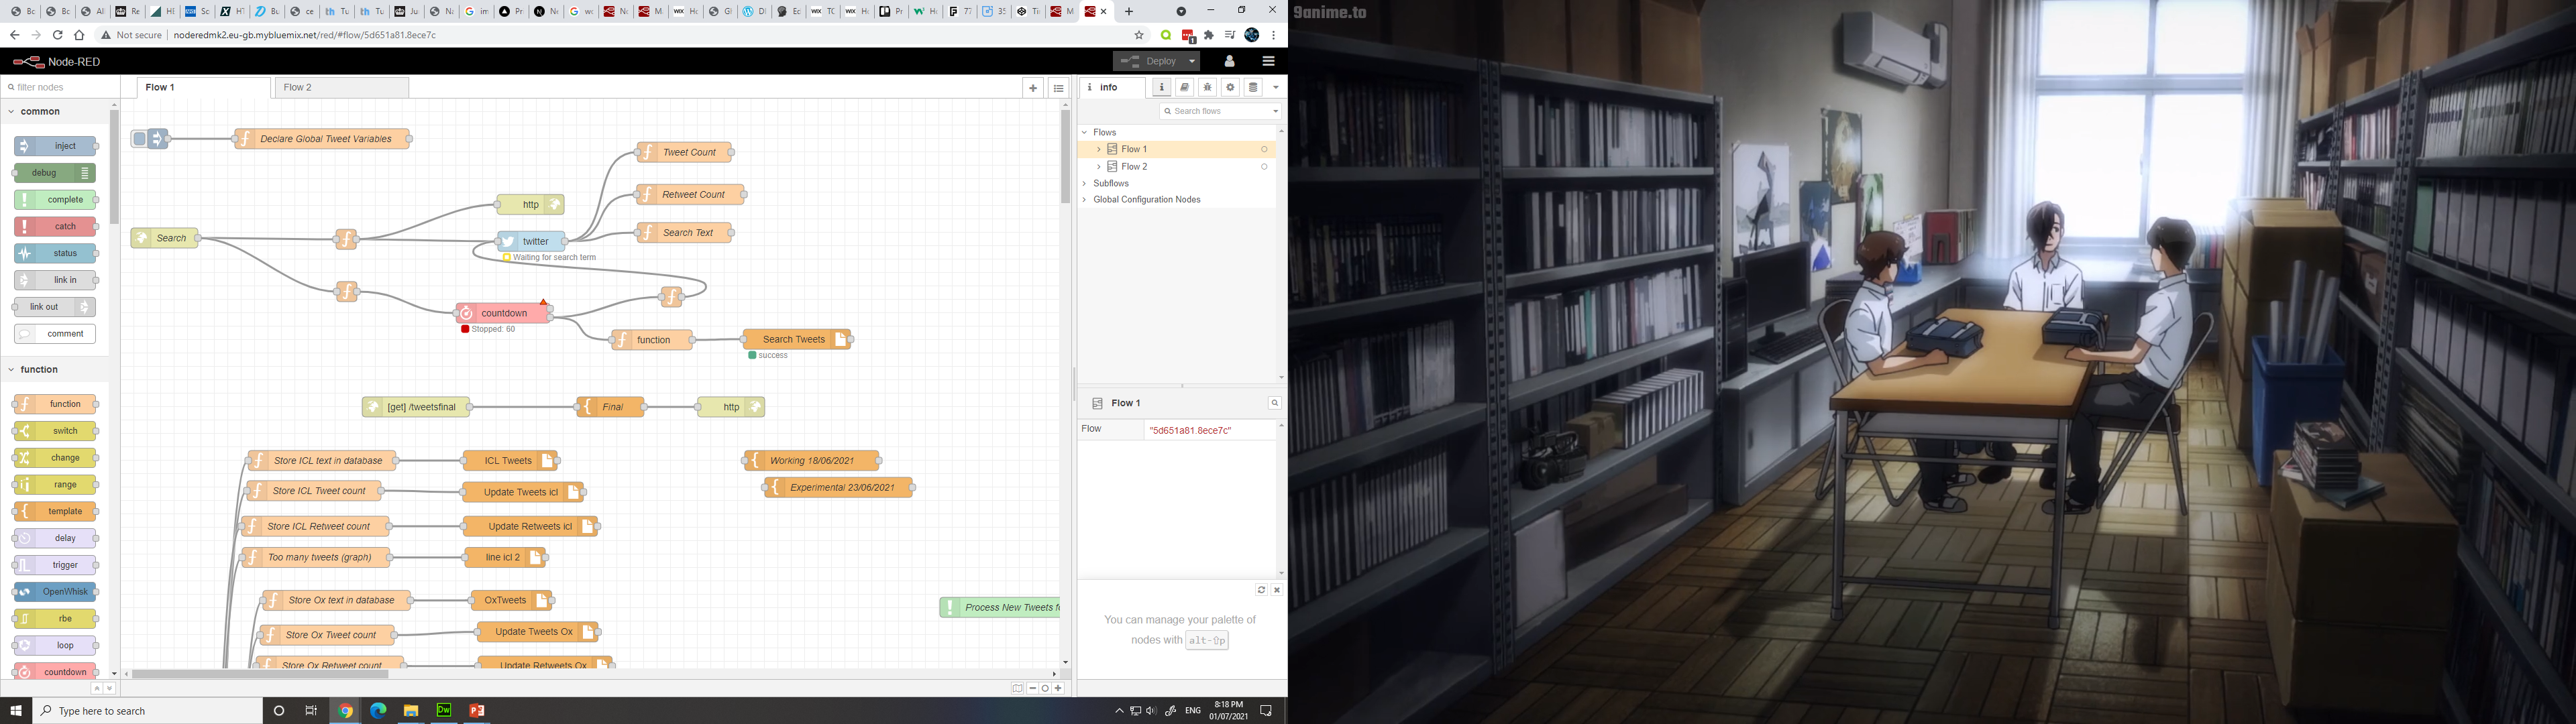 Not secure
noderedmk2.eu-gb.mybluemix.net/red/#flow/5d651a81.8ece7c
Node-RED
Deploy
filter nodes
Flow 1
Flow 2
info
common
inject
debug
complete
catch
status
link in
link out
comment
function
function
switch
change
range
template
delay
trigger
OpenWhisk
rbe
loop
countdown
Declare Global Tweet Variables
Tweet Count
Retweet Count
http
Search
twitter
Search Text
Waiting for search term
countdown
Stopped: 60
function
Search Tweets
success
[get] /tweetsfinal
Final
http
Store ICL text in database
ICL Tweets
Working 18/06/2021
Store ICL Tweet count
Update Tweets icl
Experimental 23/06/2021
Store ICL Retweet count
Update Retweets icl
Too many tweets (graph)
line icl 2
Store Ox text in database
OxTweets
Process New Tweets f
Store Ox Tweet count
Update Tweets Ox
Store Ox Retweet count
Update Retweets Ox
Search flows
Flows
Flow 1
Flow 2
Subflows
Global Configuration Nodes
Flow 1
Flow
"5d651a81.8ece7c"
You can manage your palette of
nodes with alt-⇧p
Type here to search
ENG
8:18 PM
01/07/2021
9anime.to